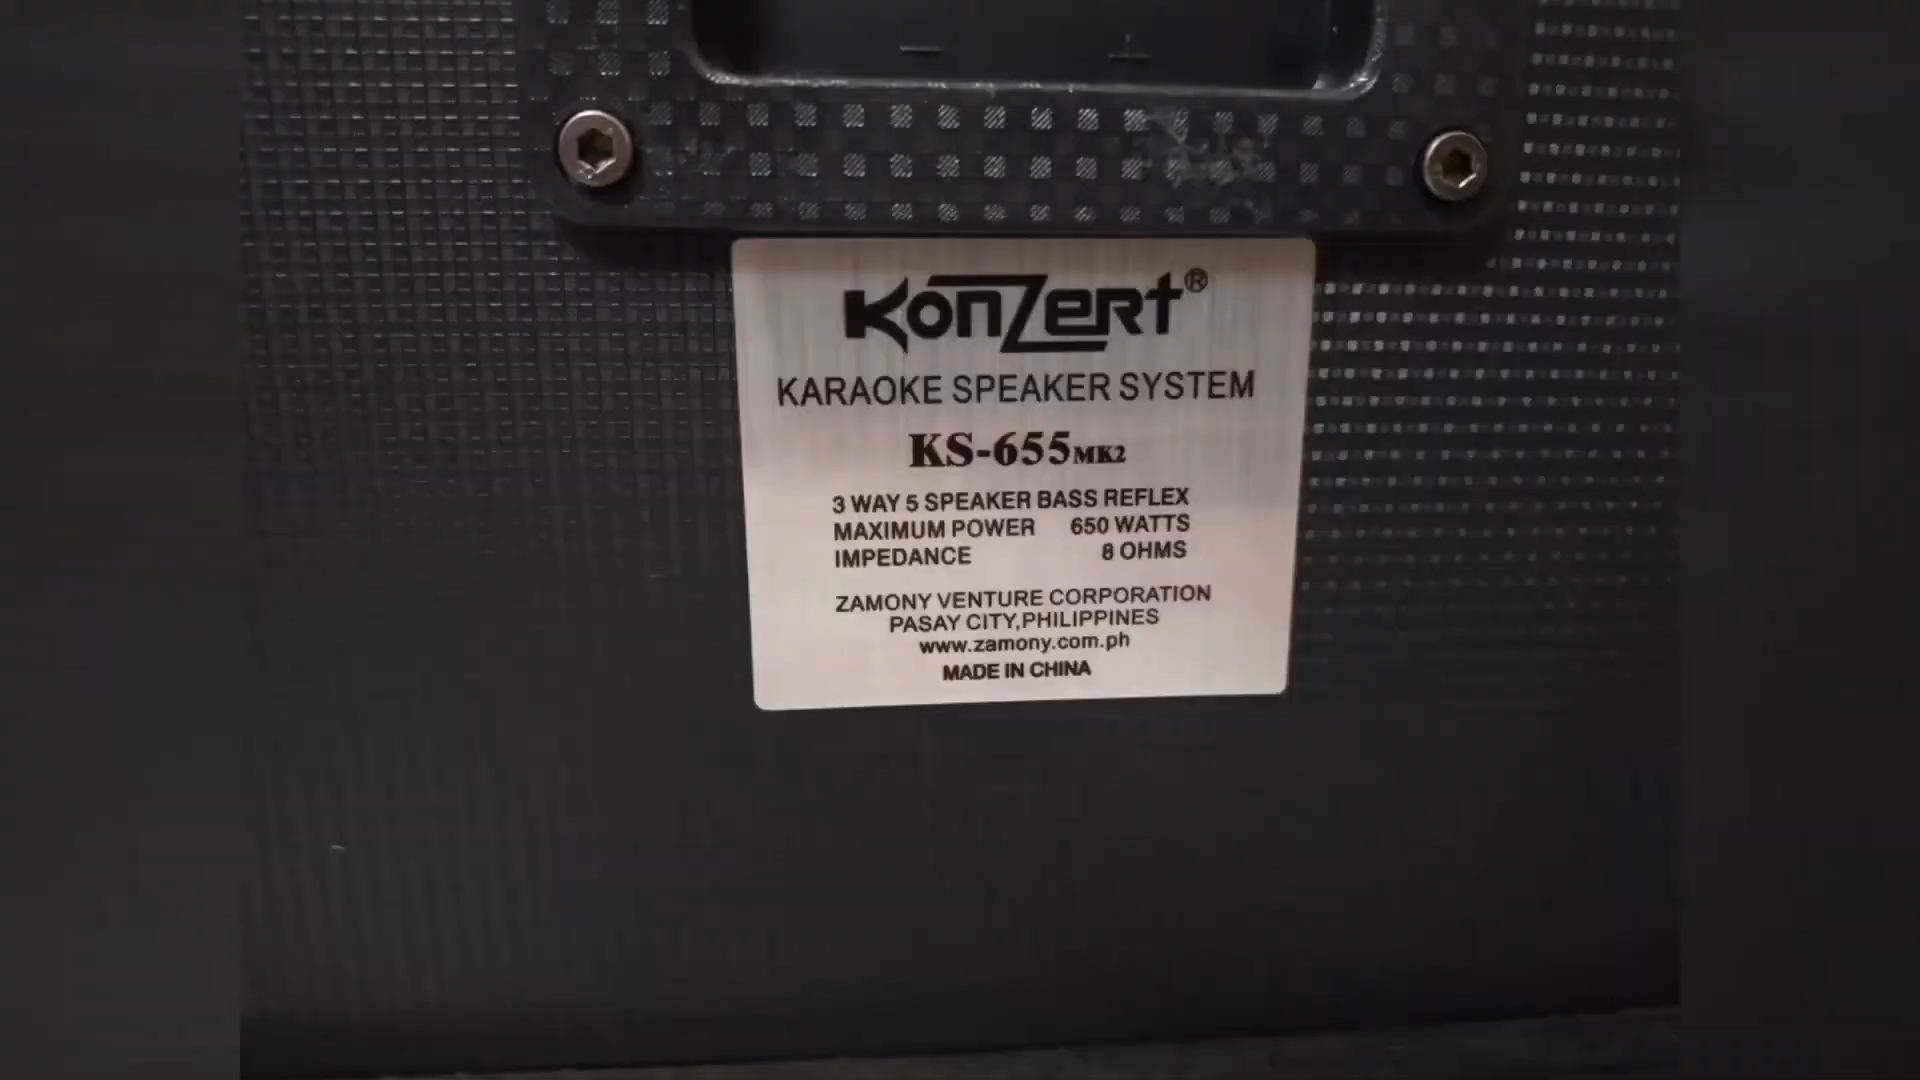 KonZert®
KARAOKE SPEAKER SYSTEM
KS-655MK2
3 WAY 5 SPEAKER BASS REFLEX
MAXIMUM POWER 650 WATTS
IMPEDANCE 8 OHMS
ZAMONY VENTURE CORPORATION
PASAY CITY,PHILIPPINES
www.zamony.com.ph
MADE IN CHINA